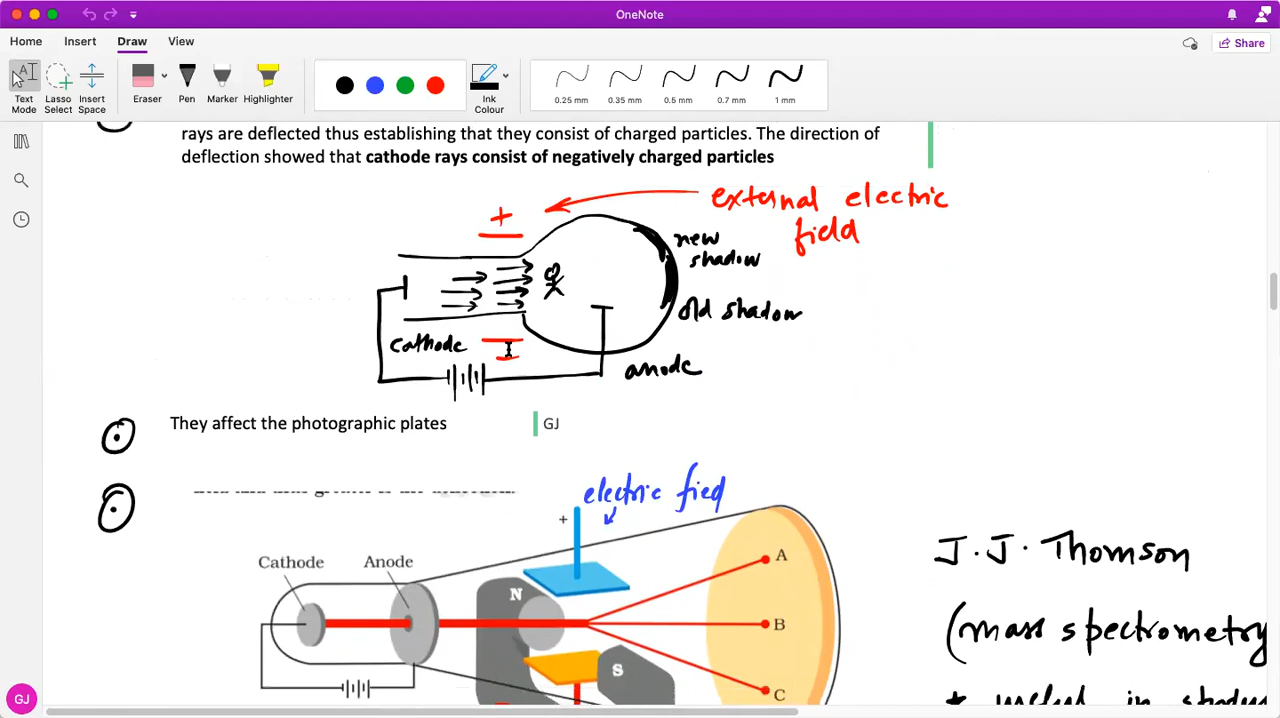 OneNote
Home Insert Draw View
Share
Text Mode
Lasso Select
Insert Space
Eraser
Pen
Marker
Highlighter
Ink Colour
0.25 mm 0.35 mm 0.5 mm 0.7 mm 1 mm
rays are deflected thus establishing that they consist of charged particles. The direction of
deflection showed that cathode rays consist of negatively charged particles
external electric
field
+
new
shadow
old shadow
cathode
anode
They affect the photographic plates
GJ
electric fied
+
Cathode
Anode
N
S
A
B
C
J.J. Thomson
(mass spectrometry
GJ